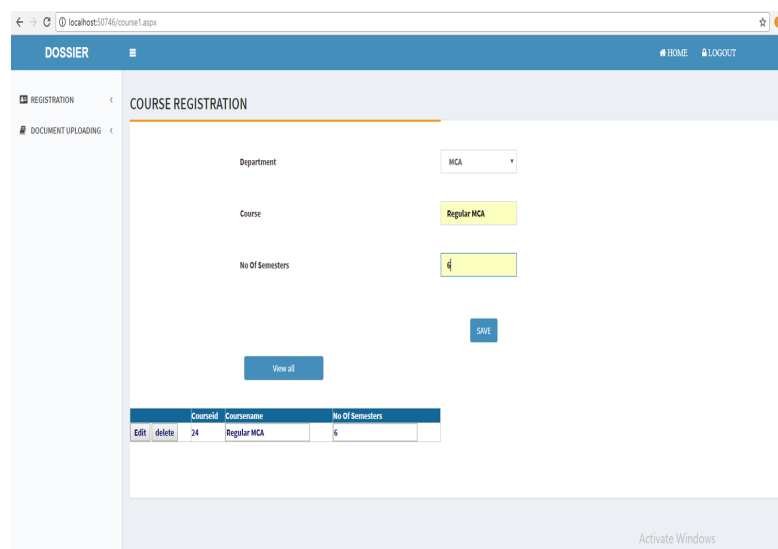 localhost:50746/course1.aspx
DOSSIER HOME LOGOUT
REGISTRATION
COURSE REGISTRATION
DOCUMENT UPLOADING
Department MCA
Course Regular MCA
No Of Semesters 6
SAVE
View all
Courseid Coursename No Of Semesters
Edit delete 24 Regular MCA 6
Activate Windows